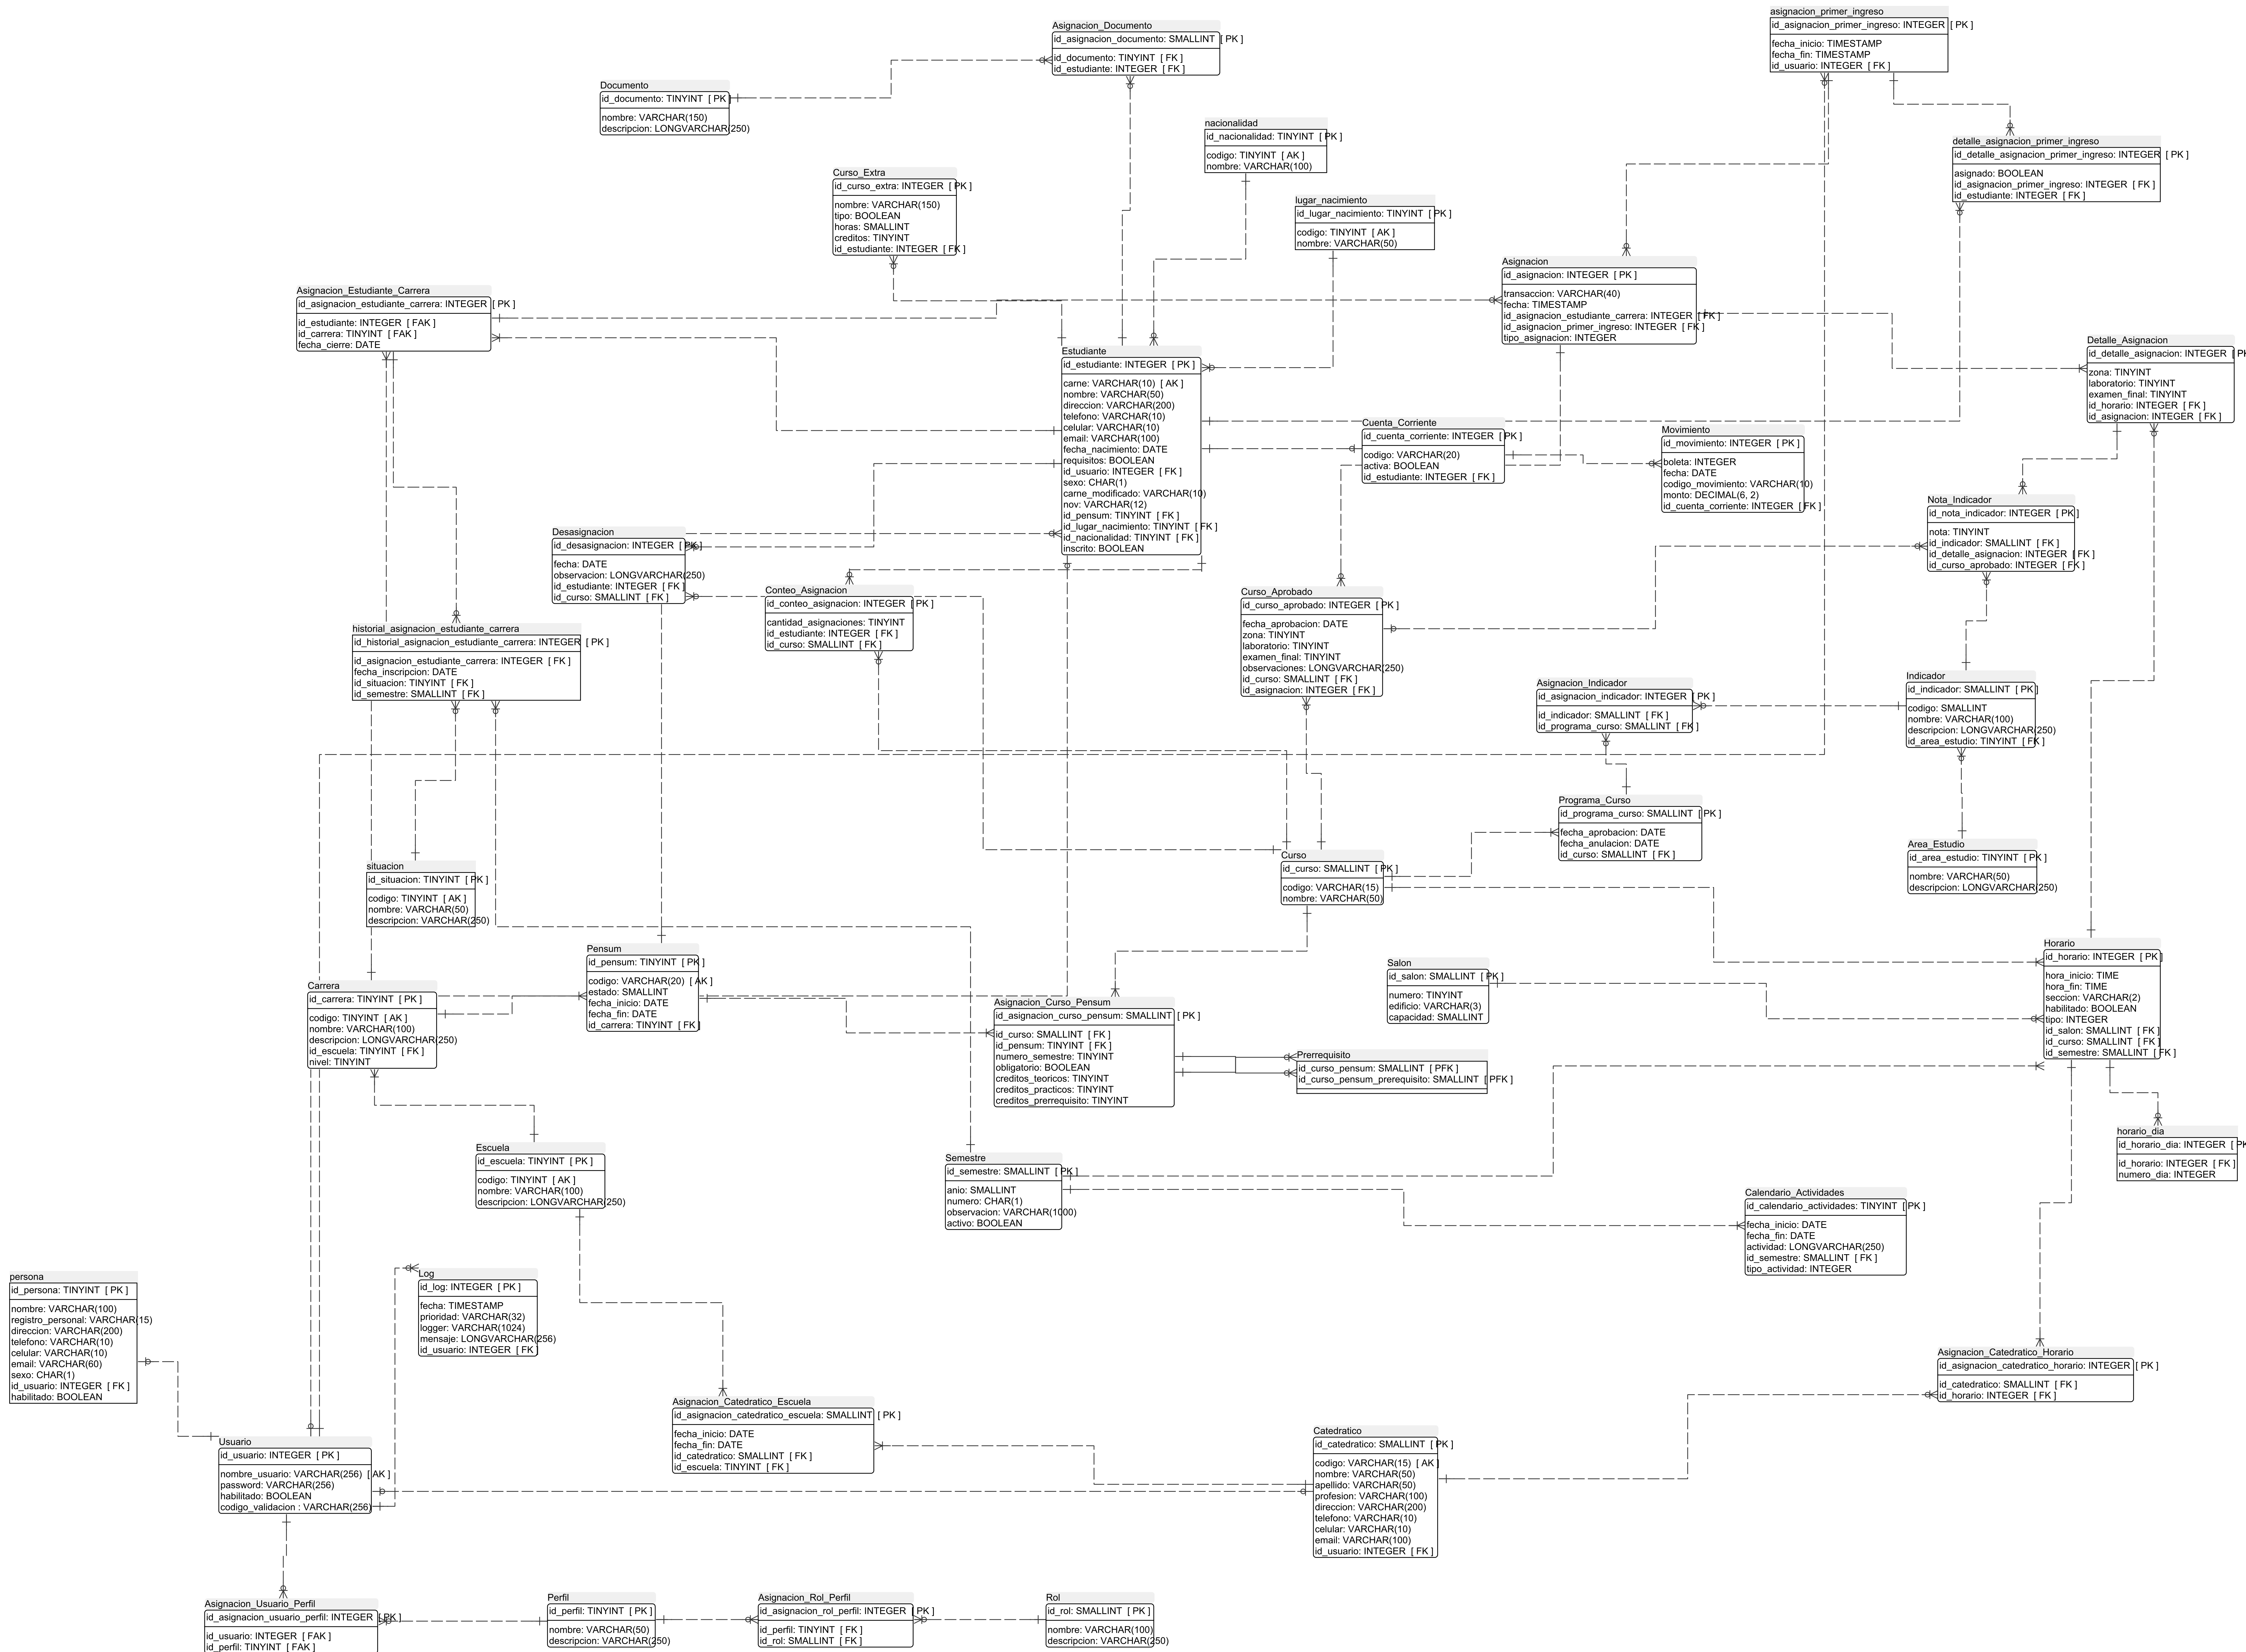 Asignacion_Documento
id_asignacion_documento: SMALLINT [ PK ]
id_documento: TINYINT [ FK ]
id_estudiante: INTEGER [ FK ]
asignacion_primer_ingreso
id_asignacion_primer_ingreso: INTEGER [ PK ]
fecha_inicio: TIMESTAMP
fecha_fin: TIMESTAMP
id_usuario: INTEGER [ FK ]
Documento
id_documento: TINYINT [ PK ]
nombre: VARCHAR(150)
descripcion: LONGVARCHAR(250)
nacionalidad
id_nacionalidad: TINYINT [ PK ]
codigo: TINYINT [ AK ]
nombre: VARCHAR(100)
detalle_asignacion_primer_ingreso
id_detalle_asignacion_primer_ingreso: INTEGER [ PK ]
asignado: BOOLEAN
id_asignacion_primer_ingreso: INTEGER [ FK ]
id_estudiante: INTEGER [ FK ]
Curso_Extra
id_curso_extra: INTEGER [ PK ]
nombre: VARCHAR(150)
tipo: BOOLEAN
horas: SMALLINT
creditos: TINYINT
id_estudiante: INTEGER [ FK ]
lugar_nacimiento
id_lugar_nacimiento: TINYINT [ PK ]
codigo: TINYINT [ AK ]
nombre: VARCHAR(50)
Asignacion
id_asignacion: INTEGER [ PK ]
transaccion: VARCHAR(40)
fecha: TIMESTAMP
id_asignacion_estudiante_carrera: INTEGER [ FK ]
id_asignacion_primer_ingreso: INTEGER [ FK ]
tipo_asignacion: INTEGER
Asignacion_Estudiante_Carrera
id_asignacion_estudiante_carrera: INTEGER [ PK ]
id_estudiante: INTEGER [ FAK ]
id_carrera: TINYINT [ FAK ]
fecha_cierre: DATE
Detalle_Asignacion
id_detalle_asignacion: INTEGER [ PK
zona: TINYINT
laboratorio: TINYINT
examen_final: TINYINT
id_horario: INTEGER [ FK ]
id_asignacion: INTEGER [ FK ]
Estudiante
id_estudiante: INTEGER [ PK ]
carne: VARCHAR(10) [ AK ]
nombre: VARCHAR(50)
direccion: VARCHAR(200)
telefono: VARCHAR(10)
celular: VARCHAR(10)
email: VARCHAR(100)
fecha_nacimiento: DATE
requisitos: BOOLEAN
id_usuario: INTEGER [ FK ]
sexo: CHAR(1)
carne_modificado: VARCHAR(10)
nov: VARCHAR(12)
id_pensum: TINYINT [ FK ]
id_lugar_nacimiento: TINYINT [ FK ]
id_nacionalidad: TINYINT [ FK ]
inscrito: BOOLEAN
Cuenta_Corriente
id_cuenta_corriente: INTEGER [ PK ]
codigo: VARCHAR(20)
activa: BOOLEAN
id_estudiante: INTEGER [ FK ]
Movimiento
id_movimiento: INTEGER [ PK ]
boleta: INTEGER
fecha: DATE
codigo_movimiento: VARCHAR(10)
monto: DECIMAL(6, 2)
id_cuenta_corriente: INTEGER [ FK ]
Nota_Indicador
id_nota_indicador: INTEGER [ PK ]
nota: TINYINT
id_indicador: SMALLINT [ FK ]
id_detalle_asignacion: INTEGER [ FK ]
id_curso_aprobado: INTEGER [ FK ]
Desasignacion
id_desasignacion: INTEGER [ PK ]
fecha: DATE
observacion: LONGVARCHAR(250)
id_estudiante: INTEGER [ FK ]
id_curso: SMALLINT [ FK ]
Conteo_Asignacion
id_conteo_asignacion: INTEGER [ PK ]
cantidad_asignaciones: TINYINT
id_estudiante: INTEGER [ FK ]
id_curso: SMALLINT [ FK ]
Curso_Aprobado
id_curso_aprobado: INTEGER [ PK ]
fecha_aprobacion: DATE
zona: TINYINT
laboratorio: TINYINT
examen_final: TINYINT
observaciones: LONGVARCHAR(250)
id_curso: SMALLINT [ FK ]
id_asignacion: INTEGER [ FK ]
historial_asignacion_estudiante_carrera
id_historial_asignacion_estudiante_carrera: INTEGER [ PK ]
id_asignacion_estudiante_carrera: INTEGER [ FK ]
fecha_inscripcion: DATE
id_situacion: TINYINT [ FK ]
id_semestre: SMALLINT [ FK ]
Asignacion_Indicador
id_asignacion_indicador: INTEGER [ PK ]
id_indicador: SMALLINT [ FK ]
id_programa_curso: SMALLINT [ FK ]
Indicador
id_indicador: SMALLINT [ PK ]
codigo: SMALLINT
nombre: VARCHAR(100)
descripcion: LONGVARCHAR(250)
id_area_estudio: TINYINT [ FK ]
Programa_Curso
id_programa_curso: SMALLINT [ PK ]
fecha_aprobacion: DATE
fecha_anulacion: DATE
id_curso: SMALLINT [ FK ]
Area_Estudio
id_area_estudio: TINYINT [ PK ]
nombre: VARCHAR(50)
descripcion: LONGVARCHAR(250)
situacion
id_situacion: TINYINT [ PK ]
codigo: TINYINT [ AK ]
nombre: VARCHAR(50)
descripcion: VARCHAR(250)
Curso
id_curso: SMALLINT [ PK ]
codigo: VARCHAR(15)
nombre: VARCHAR(50)
Pensum
id_pensum: TINYINT [ PK ]
codigo: VARCHAR(20) [ AK ]
estado: SMALLINT
fecha_inicio: DATE
fecha_fin: DATE
id_carrera: TINYINT [ FK ]
Carrera
id_carrera: TINYINT [ PK ]
codigo: TINYINT [ AK ]
nombre: VARCHAR(100)
descripcion: LONGVARCHAR(250)
id_escuela: TINYINT [ FK ]
nivel: TINYINT
Salon
id_salon: SMALLINT [ PK ]
numero: TINYINT
edificio: VARCHAR(3)
capacidad: SMALLINT
Horario
id_horario: INTEGER [ PK ]
hora_inicio: TIME
hora_fin: TIME
seccion: VARCHAR(2)
habilitado: BOOLEAN
tipo: INTEGER
id_salon: SMALLINT [ FK ]
id_curso: SMALLINT [ FK ]
id_semestre: SMALLINT [ FK ]
Asignacion_Curso_Pensum
id_asignacion_curso_pensum: SMALLINT [ PK ]
id_curso: SMALLINT [ FK ]
id_pensum: TINYINT [ FK ]
numero_semestre: TINYINT
obligatorio: BOOLEAN
creditos_teoricos: TINYINT
creditos_practicos: TINYINT
creditos_prerrequisito: TINYINT
Prerrequisito
id_curso_pensum: SMALLINT [ PFK ]
id_curso_pensum_prerequisito: SMALLINT [ PFK ]
horario_dia
id_horario_dia: INTEGER [ PK
id_horario: INTEGER [ FK ]
numero_dia: INTEGER
Escuela
id_escuela: TINYINT [ PK ]
codigo: TINYINT [ AK ]
nombre: VARCHAR(100)
descripcion: LONGVARCHAR(250)
Semestre
id_semestre: SMALLINT [ PK ]
anio: SMALLINT
numero: CHAR(1)
observacion: VARCHAR(1000)
activo: BOOLEAN
Calendario_Actividades
id_calendario_actividades: TINYINT [ PK ]
fecha_inicio: DATE
fecha_fin: DATE
actividad: LONGVARCHAR(250)
id_semestre: SMALLINT [ FK ]
tipo_actividad: INTEGER
persona
id_persona: TINYINT [ PK ]
nombre: VARCHAR(100)
registro_personal: VARCHAR(15)
direccion: VARCHAR(200)
telefono: VARCHAR(10)
celular: VARCHAR(10)
email: VARCHAR(60)
sexo: CHAR(1)
id_usuario: INTEGER [ FK ]
habilitado: BOOLEAN
Log
id_log: INTEGER [ PK ]
fecha: TIMESTAMP
prioridad: VARCHAR(32)
logger: VARCHAR(1024)
mensaje: LONGVARCHAR(256)
id_usuario: INTEGER [ FK ]
Asignacion_Catedratico_Horario
id_asignacion_catedratico_horario: INTEGER [ PK ]
id_catedratico: SMALLINT [ FK ]
id_horario: INTEGER [ FK ]
Asignacion_Catedratico_Escuela
id_asignacion_catedratico_escuela: SMALLINT [ PK ]
fecha_inicio: DATE
fecha_fin: DATE
id_catedratico: SMALLINT [ FK ]
id_escuela: TINYINT [ FK ]
Catedratico
id_catedratico: SMALLINT [ PK ]
codigo: VARCHAR(15) [ AK ]
nombre: VARCHAR(50)
apellido: VARCHAR(50)
profesion: VARCHAR(100)
direccion: VARCHAR(200)
telefono: VARCHAR(10)
celular: VARCHAR(10)
email: VARCHAR(100)
id_usuario: INTEGER [ FK ]
Usuario
id_usuario: INTEGER [ PK ]
nombre_usuario: VARCHAR(256) [ AK ]
password: VARCHAR(256)
habilitado: BOOLEAN
codigo_validacion : VARCHAR(256)
Asignacion_Usuario_Perfil
id_asignacion_usuario_perfil: INTEGER [ PK ]
id_usuario: INTEGER [ FAK ]
id_perfil: TINYINT [ FAK ]
Perfil
id_perfil: TINYINT [ PK ]
nombre: VARCHAR(50)
descripcion: VARCHAR(250)
Asignacion_Rol_Perfil
id_asignacion_rol_perfil: INTEGER [ PK ]
id_perfil: TINYINT [ FK ]
id_rol: SMALLINT [ FK ]
Rol
id_rol: SMALLINT [ PK ]
nombre: VARCHAR(100)
descripcion: VARCHAR(250)